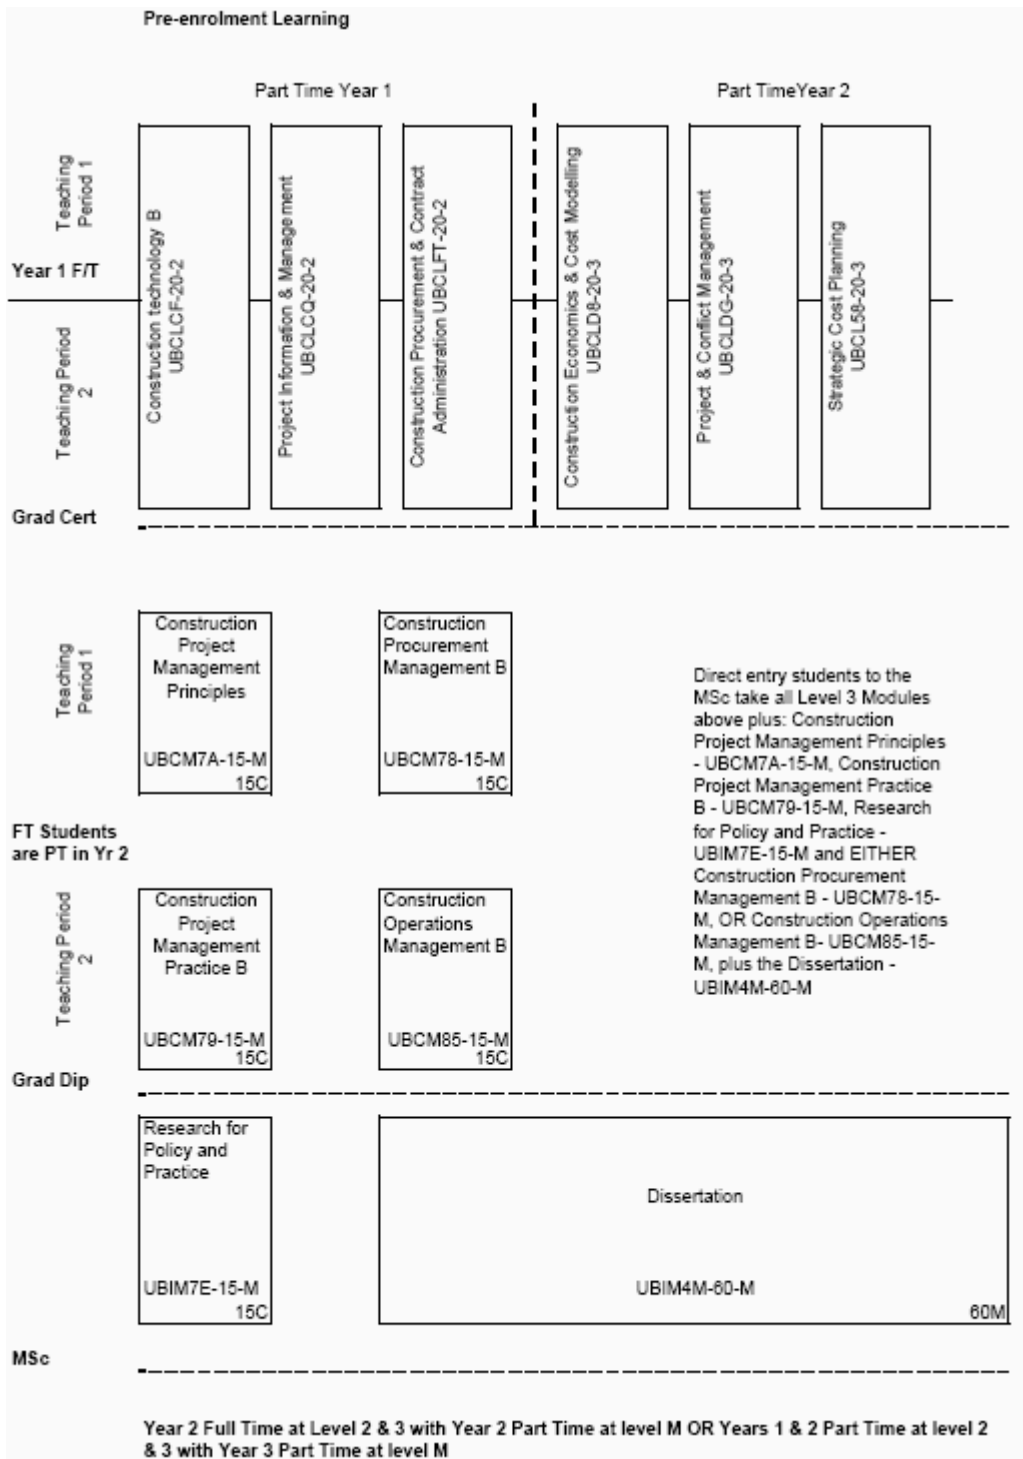 Pre-enrolment Learning
Part Time Year 1
Part TimeYear 2
Teaching
Period 1
Year 1 F/T
Teaching Period
2
Construction technology B
UBCLCF-20-2
Project Information & Management
UBCLCQ-20-2
Construction Procurement & Contract
Administration UBCLFT-20-2
Construction Economics & Cost Modelling
UBCLD8-20-3
Project & Conflict Management
UBCLDG-20-3
Strategic Cost Planning
UBCL58-20-3
Grad Cert
Teaching
Period 1
Construction
Project
Management
Principles
UBCM7A-15-M
15C
Construction
Procurement
Management B
UBCM78-15-M
15C
Direct entry students to the
MSc take all Level 3 Modules
above plus: Construction
Project Management Principles
- UBCM7A-15-M, Construction
Project Management Practice
B - UBCM79-15-M, Research
for Policy and Practice -
UBIM7E-15-M and EITHER
Construction Procurement
Management B - UBCM78-15-
M, OR Construction Operations
Management B- UBCM85-15-
M, plus the Dissertation -
UBIM4M-60-M
FT Students
are PT in Yr 2
Teaching Period
2
Construction
Project
Management
Practice B
UBCM79-15-M
15C
Construction
Operations
Management B
UBCM85-15-M
15C
Grad Dip
Research for
Policy and
Practice
UBIM7E-15-M
15C
Dissertation
UBIM4M-60-M
60M
MSc
Year 2 Full Time at Level 2 & 3 with Year 2 Part Time at level M OR Years 1 & 2 Part Time at level 2
& 3 with Year 3 Part Time at level M